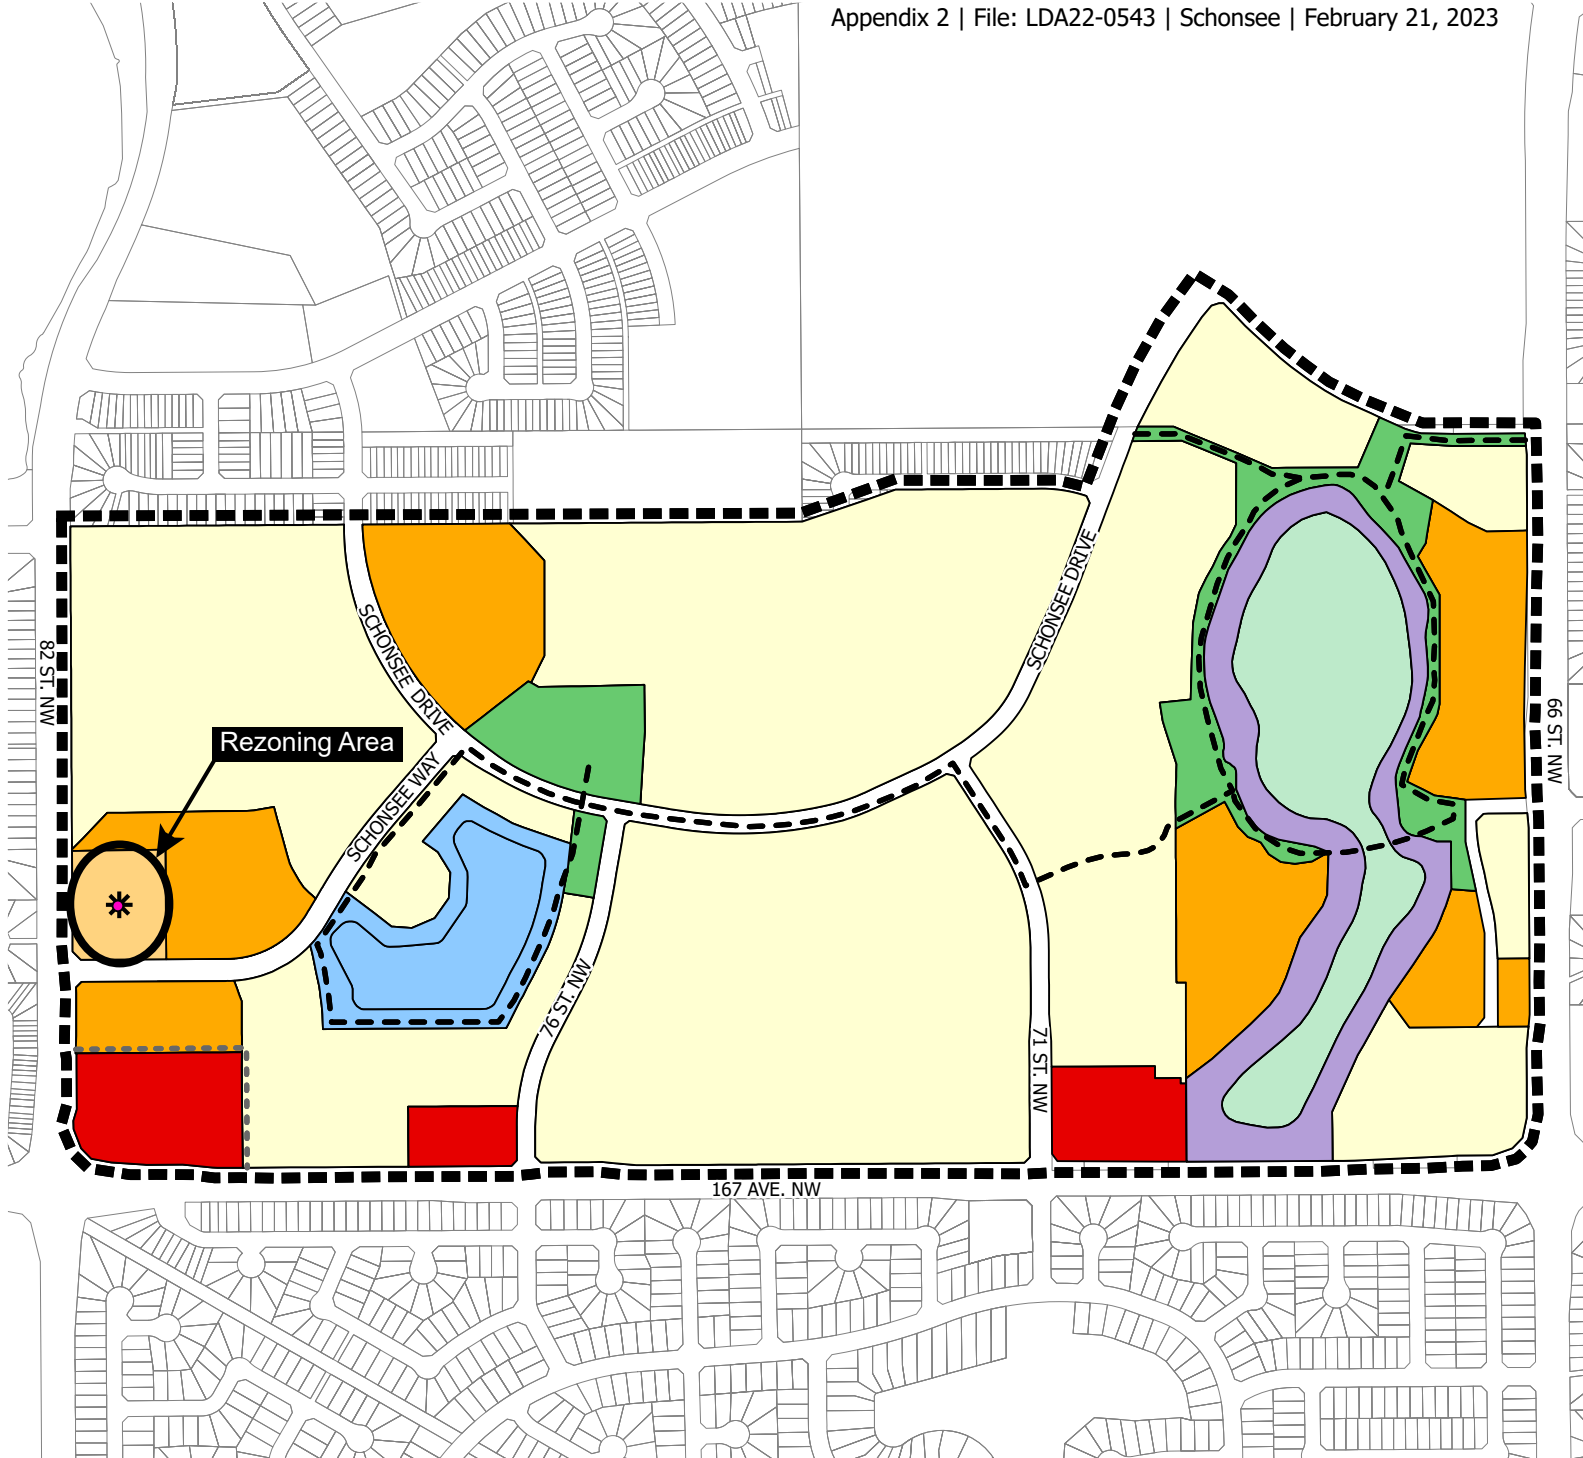 Appendix 2 | File: LDA22-0543 | Schonsee | February 21, 2023
SCHONSEE DRIVE
SCHONSEE DRIVE
82 ST. NW
66 ST. NW
Rezoning Area
SCHONSEE WAY
76 ST. NW
71 ST. NW
167 AVE. NW